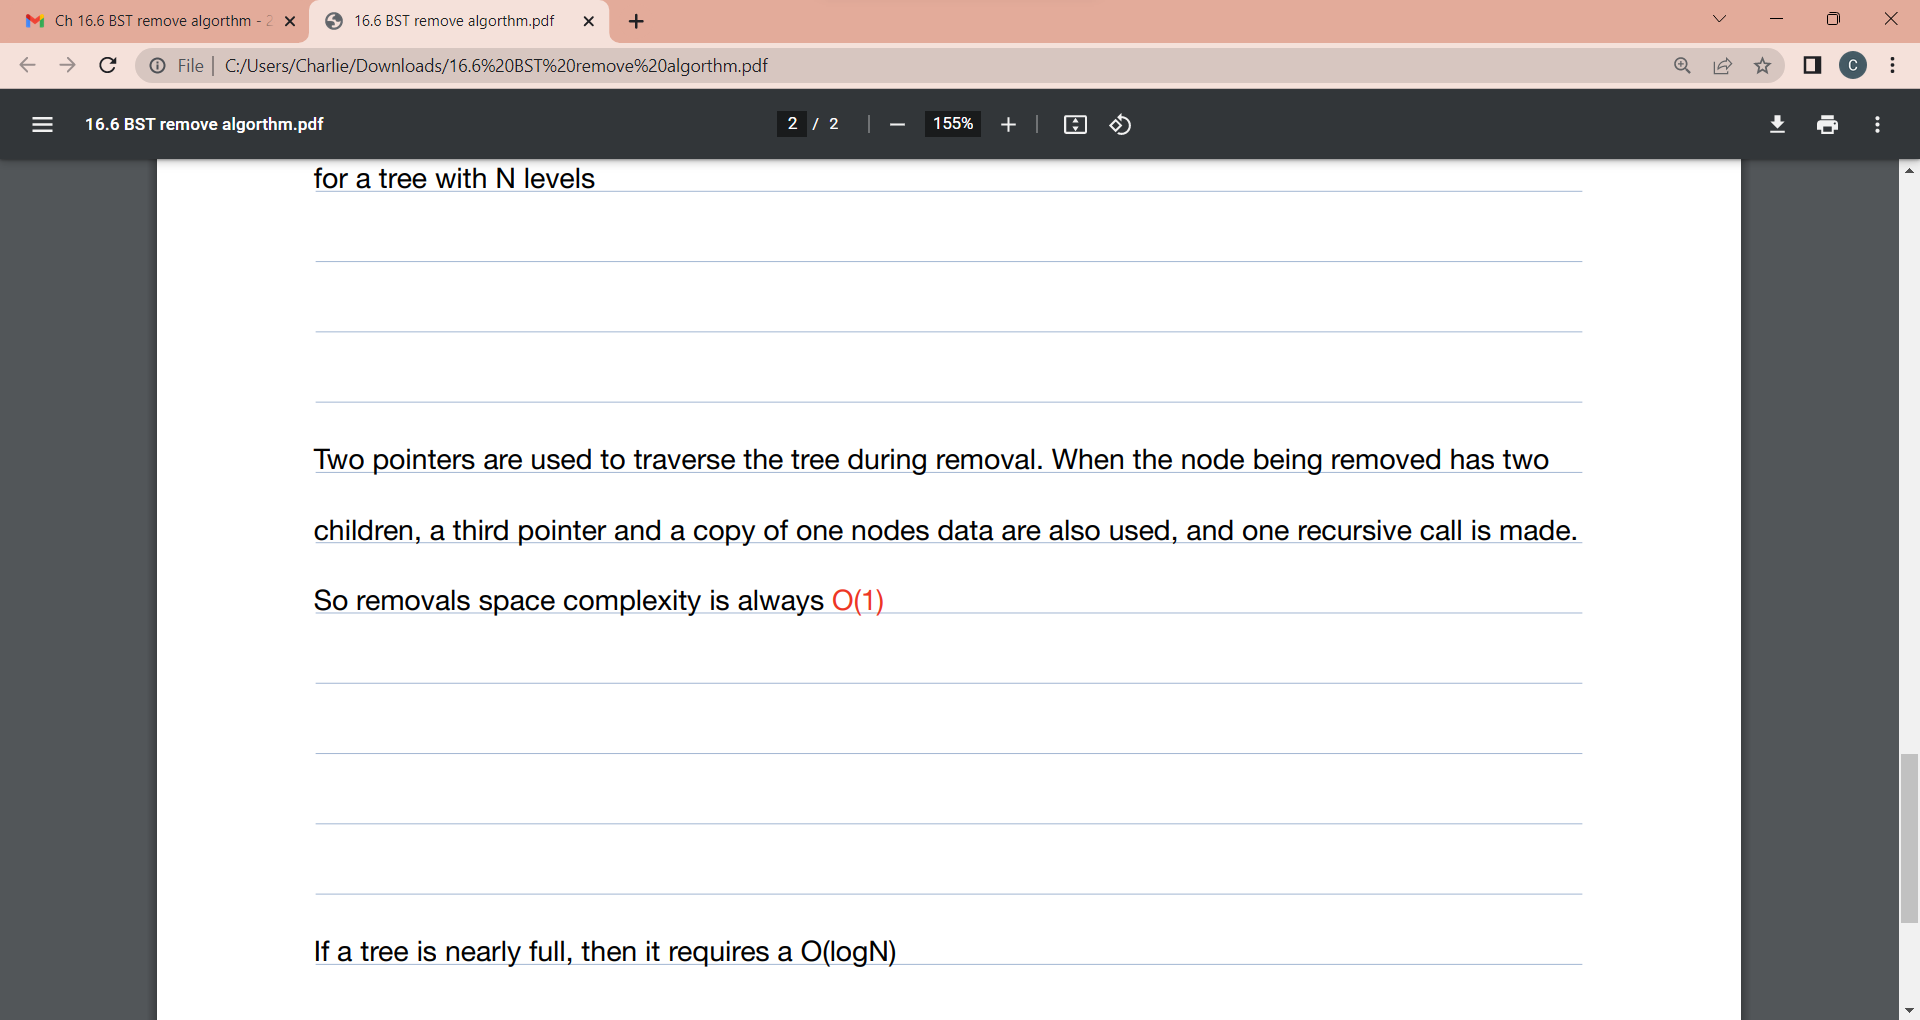 Ch 16.6 BST remove algorthm - 2
16.6 BST remove algorthm.pdf
File
C:/Users/Charlie/Downloads/16.6%20BST%20remove%20algorthm.pdf
C
16.6 BST remove algorthm.pdf
2 / 2
155%
for a tree with N levels
Two pointers are used to traverse the tree during removal. When the node being removed has two
children, a third pointer and a copy of one nodes data are also used, and one recursive call is made.
So removals space complexity is always O(1)
If a tree is nearly full, then it requires a O(logN)